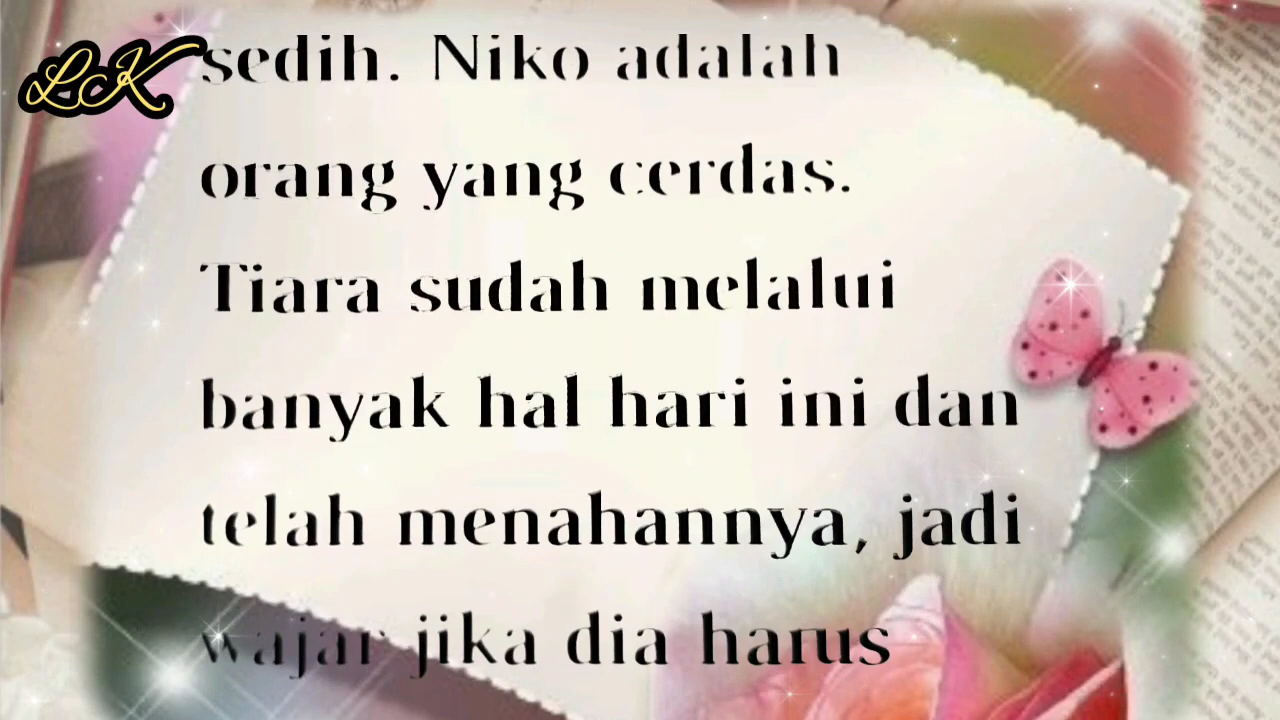 LK
sedih. Niko adalah
orang yang cerdas.
Tiara sudah melalui
banyak hal hari ini dan
telah menahannya, jadi
wajar jika dia harus